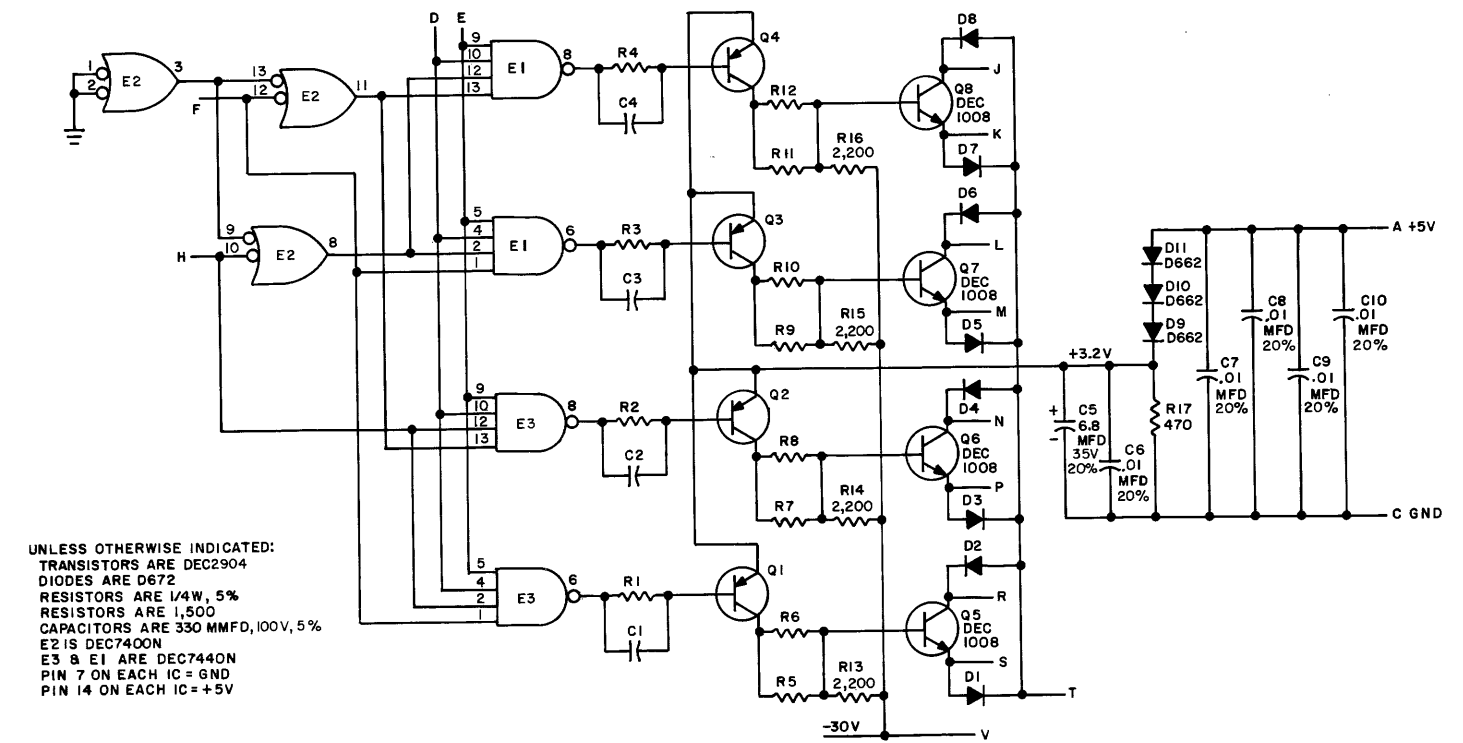 D E
D8
Q4
J
1
2
E2
3
13
12
E2
11
F
9
10
12
13
E1
8
R4
C4
R12
Q8
DEC
1008
K
R11
R16
2,200
D7
D6
5
4
2
1
E1
6
R3
C3
Q3
L
R10
Q7
DEC
1008
M
R9
R15
2,200
D5
H
9
10
E2
8
A +5V
D11
D662
D10
D662
D9
D662
C7
.01
MFD
20%
C8
.01
MFD
20%
C9
.01
MFD
20%
C10
.01
MFD
20%
+3.2V
9
10
12
13
E3
8
R2
C2
Q2
D4
N
R8
Q6
DEC
1008
P
R7
R14
2,200
D3
+
-
C5
6.8
MFD
35V
20%
C6
.01
MFD
20%
R17
470
C GND
5
4
2
1
E3
6
R1
C1
Q1
D2
R
R6
Q5
DEC
1008
S
R5
R13
2,200
D1
T
-30V
V
UNLESS OTHERWISE INDICATED:
TRANSISTORS ARE DEC2904
DIODES ARE D672
RESISTORS ARE 1/4W, 5%
RESISTORS ARE 1,500
CAPACITORS ARE 330 MMFD, 100V, 5%
E2 IS DEC7400N
E3 & E1 ARE DEC7440N
PIN 7 ON EACH IC = GND
PIN 14 ON EACH IC = +5V